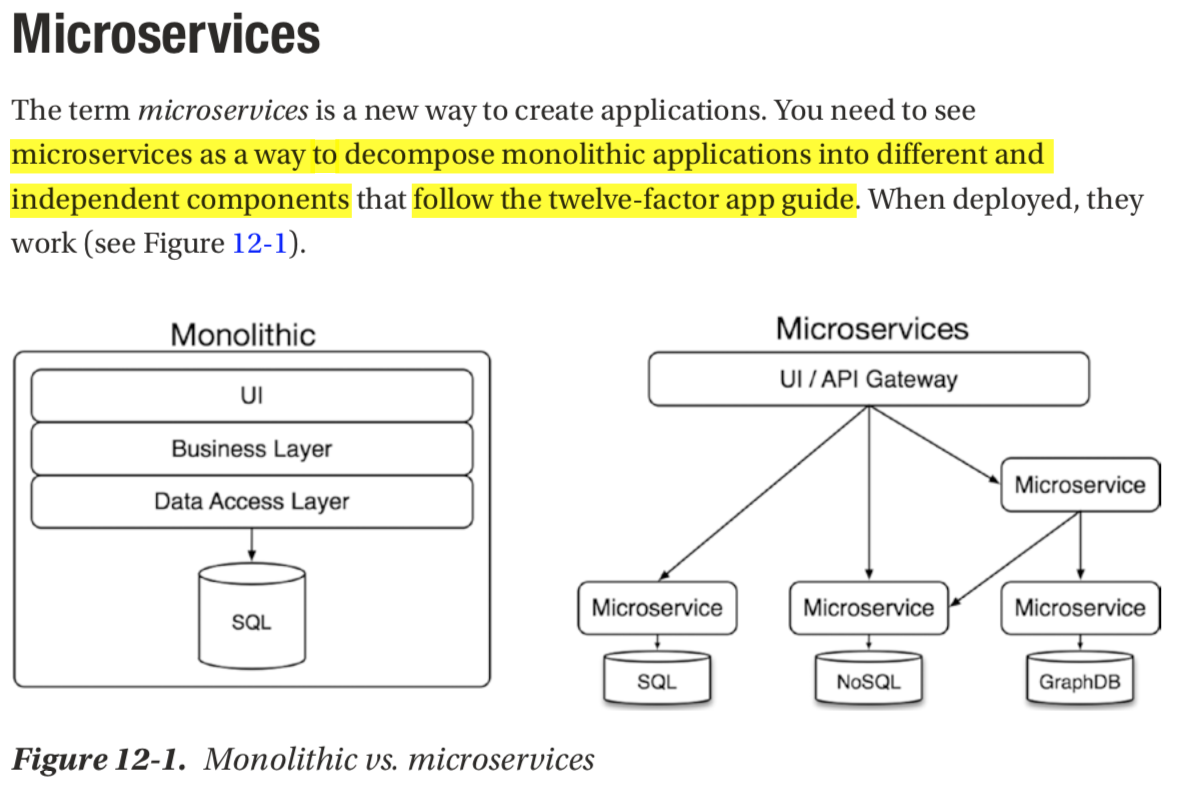 Microservices
The term microservices is a new way to create applications. You need to see
microservices as a way to decompose monolithic applications into different and
independent components that follow the twelve-factor app guide. When deployed, they
work (see Figure 12-1).
Monolithic
UI
Business Layer
Data Access Layer
SQL
Microservices
UI / API Gateway
Microservice
Microservice
Microservice
Microservice
SQL
NoSQL
GraphDB
Figure 12-1. Monolithic vs. microservices